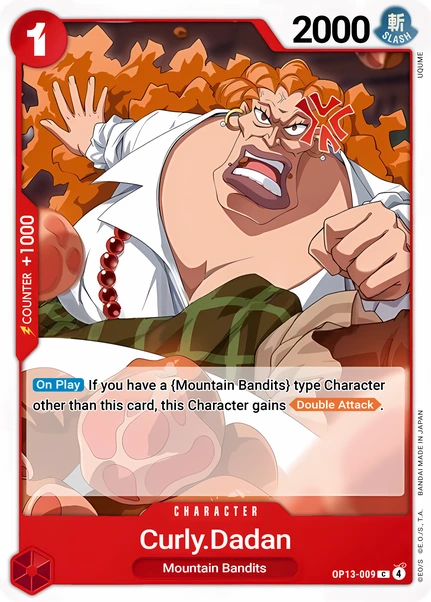 1
2000
斬
SLASH
UQUME
COUNTER +1000
On Play If you have a {Mountain Bandits} type Character
other than this card, this Character gains Double Attack.
CHARACTER
Curly.Dadan
Mountain Bandits
OP13-009 C 4
©EO/S ©E.O./S.,T.A. BANDAI MADE IN JAPAN